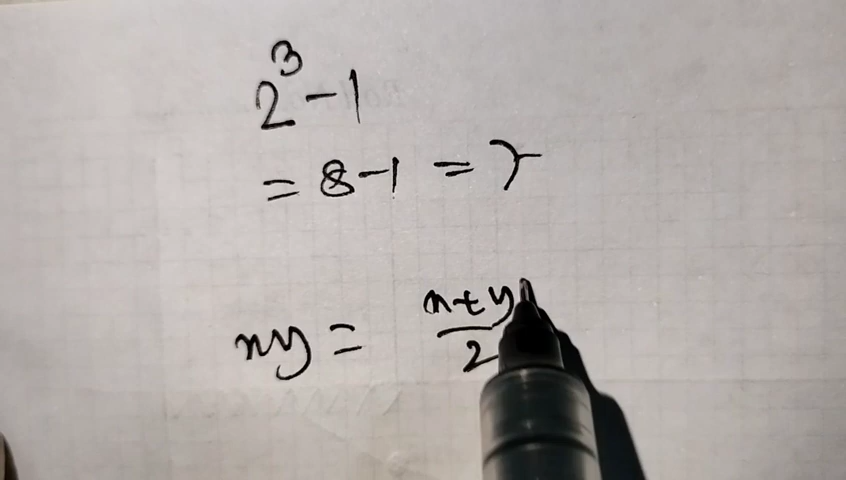 2³-1
= 8-1 = 7
xy = x+y/2